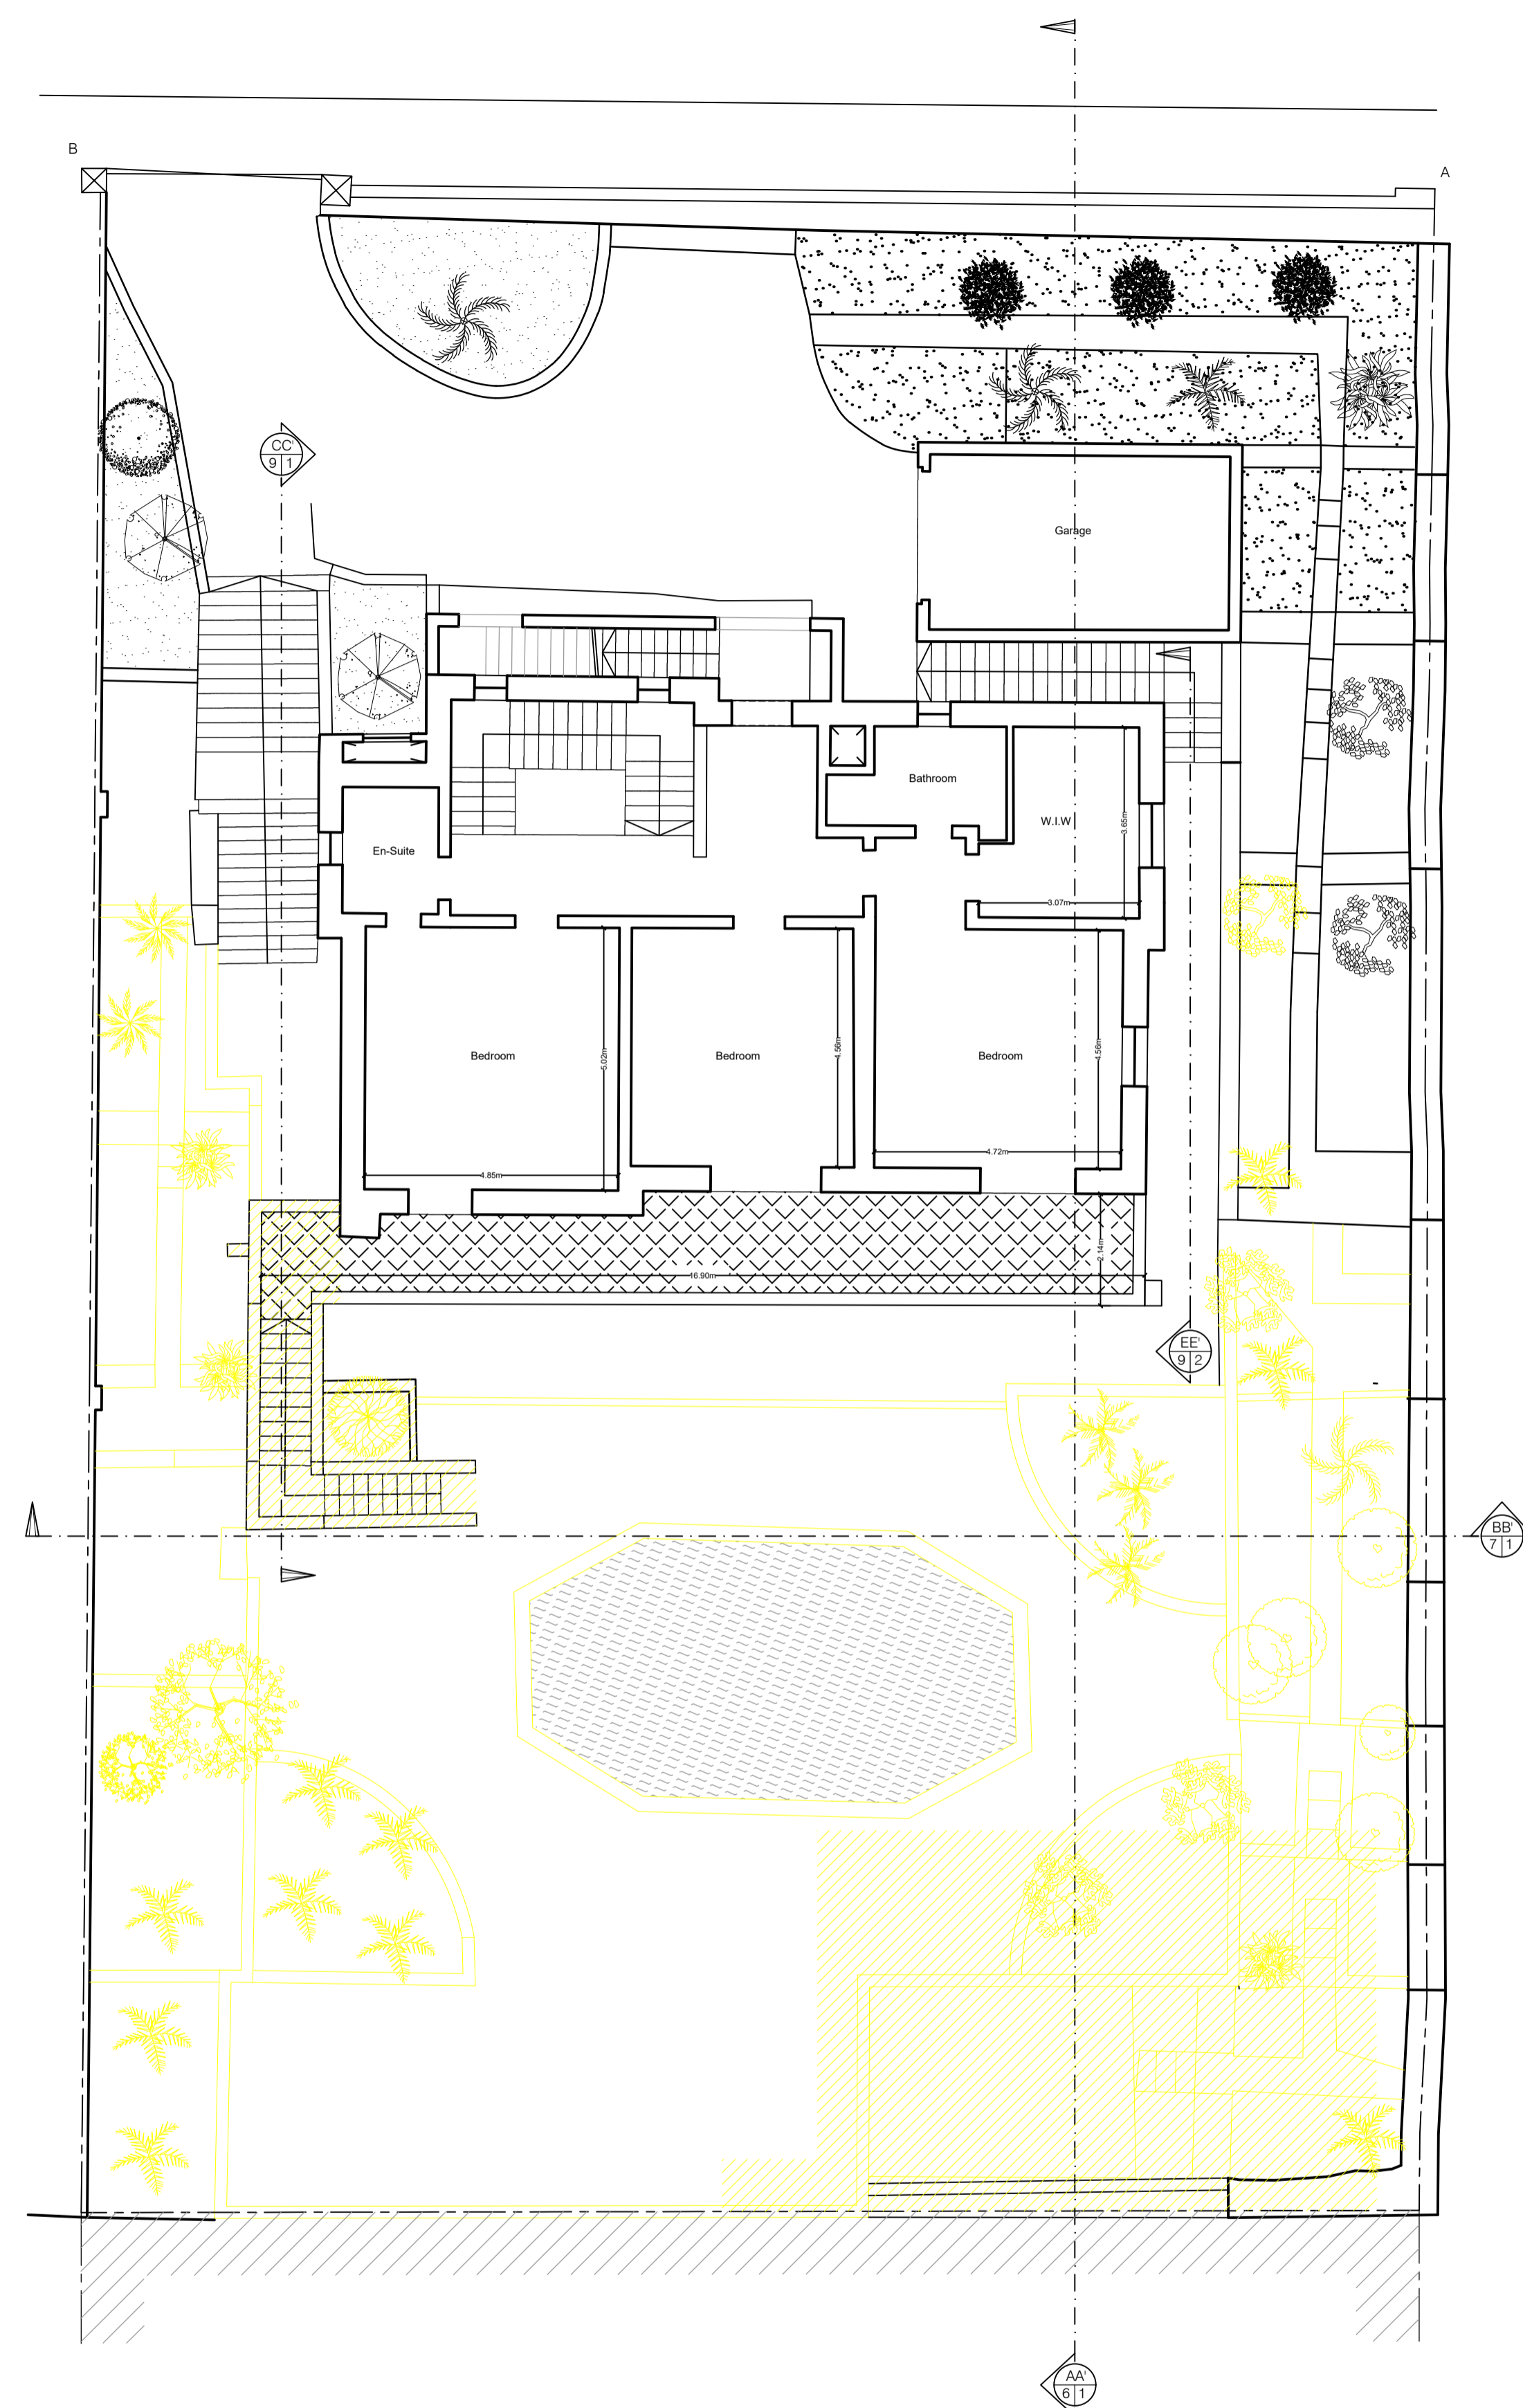 B
A
CC'
9 1
Garage
Bathroom
W.I.W
3.65m
En-Suite
3.07m
Bedroom
5.02m
Bedroom
4.56m
Bedroom
4.56m
4.85m
4.72m
2.14m
16.90m
EE'
9 2
BB'
7 1
AA'
6 1